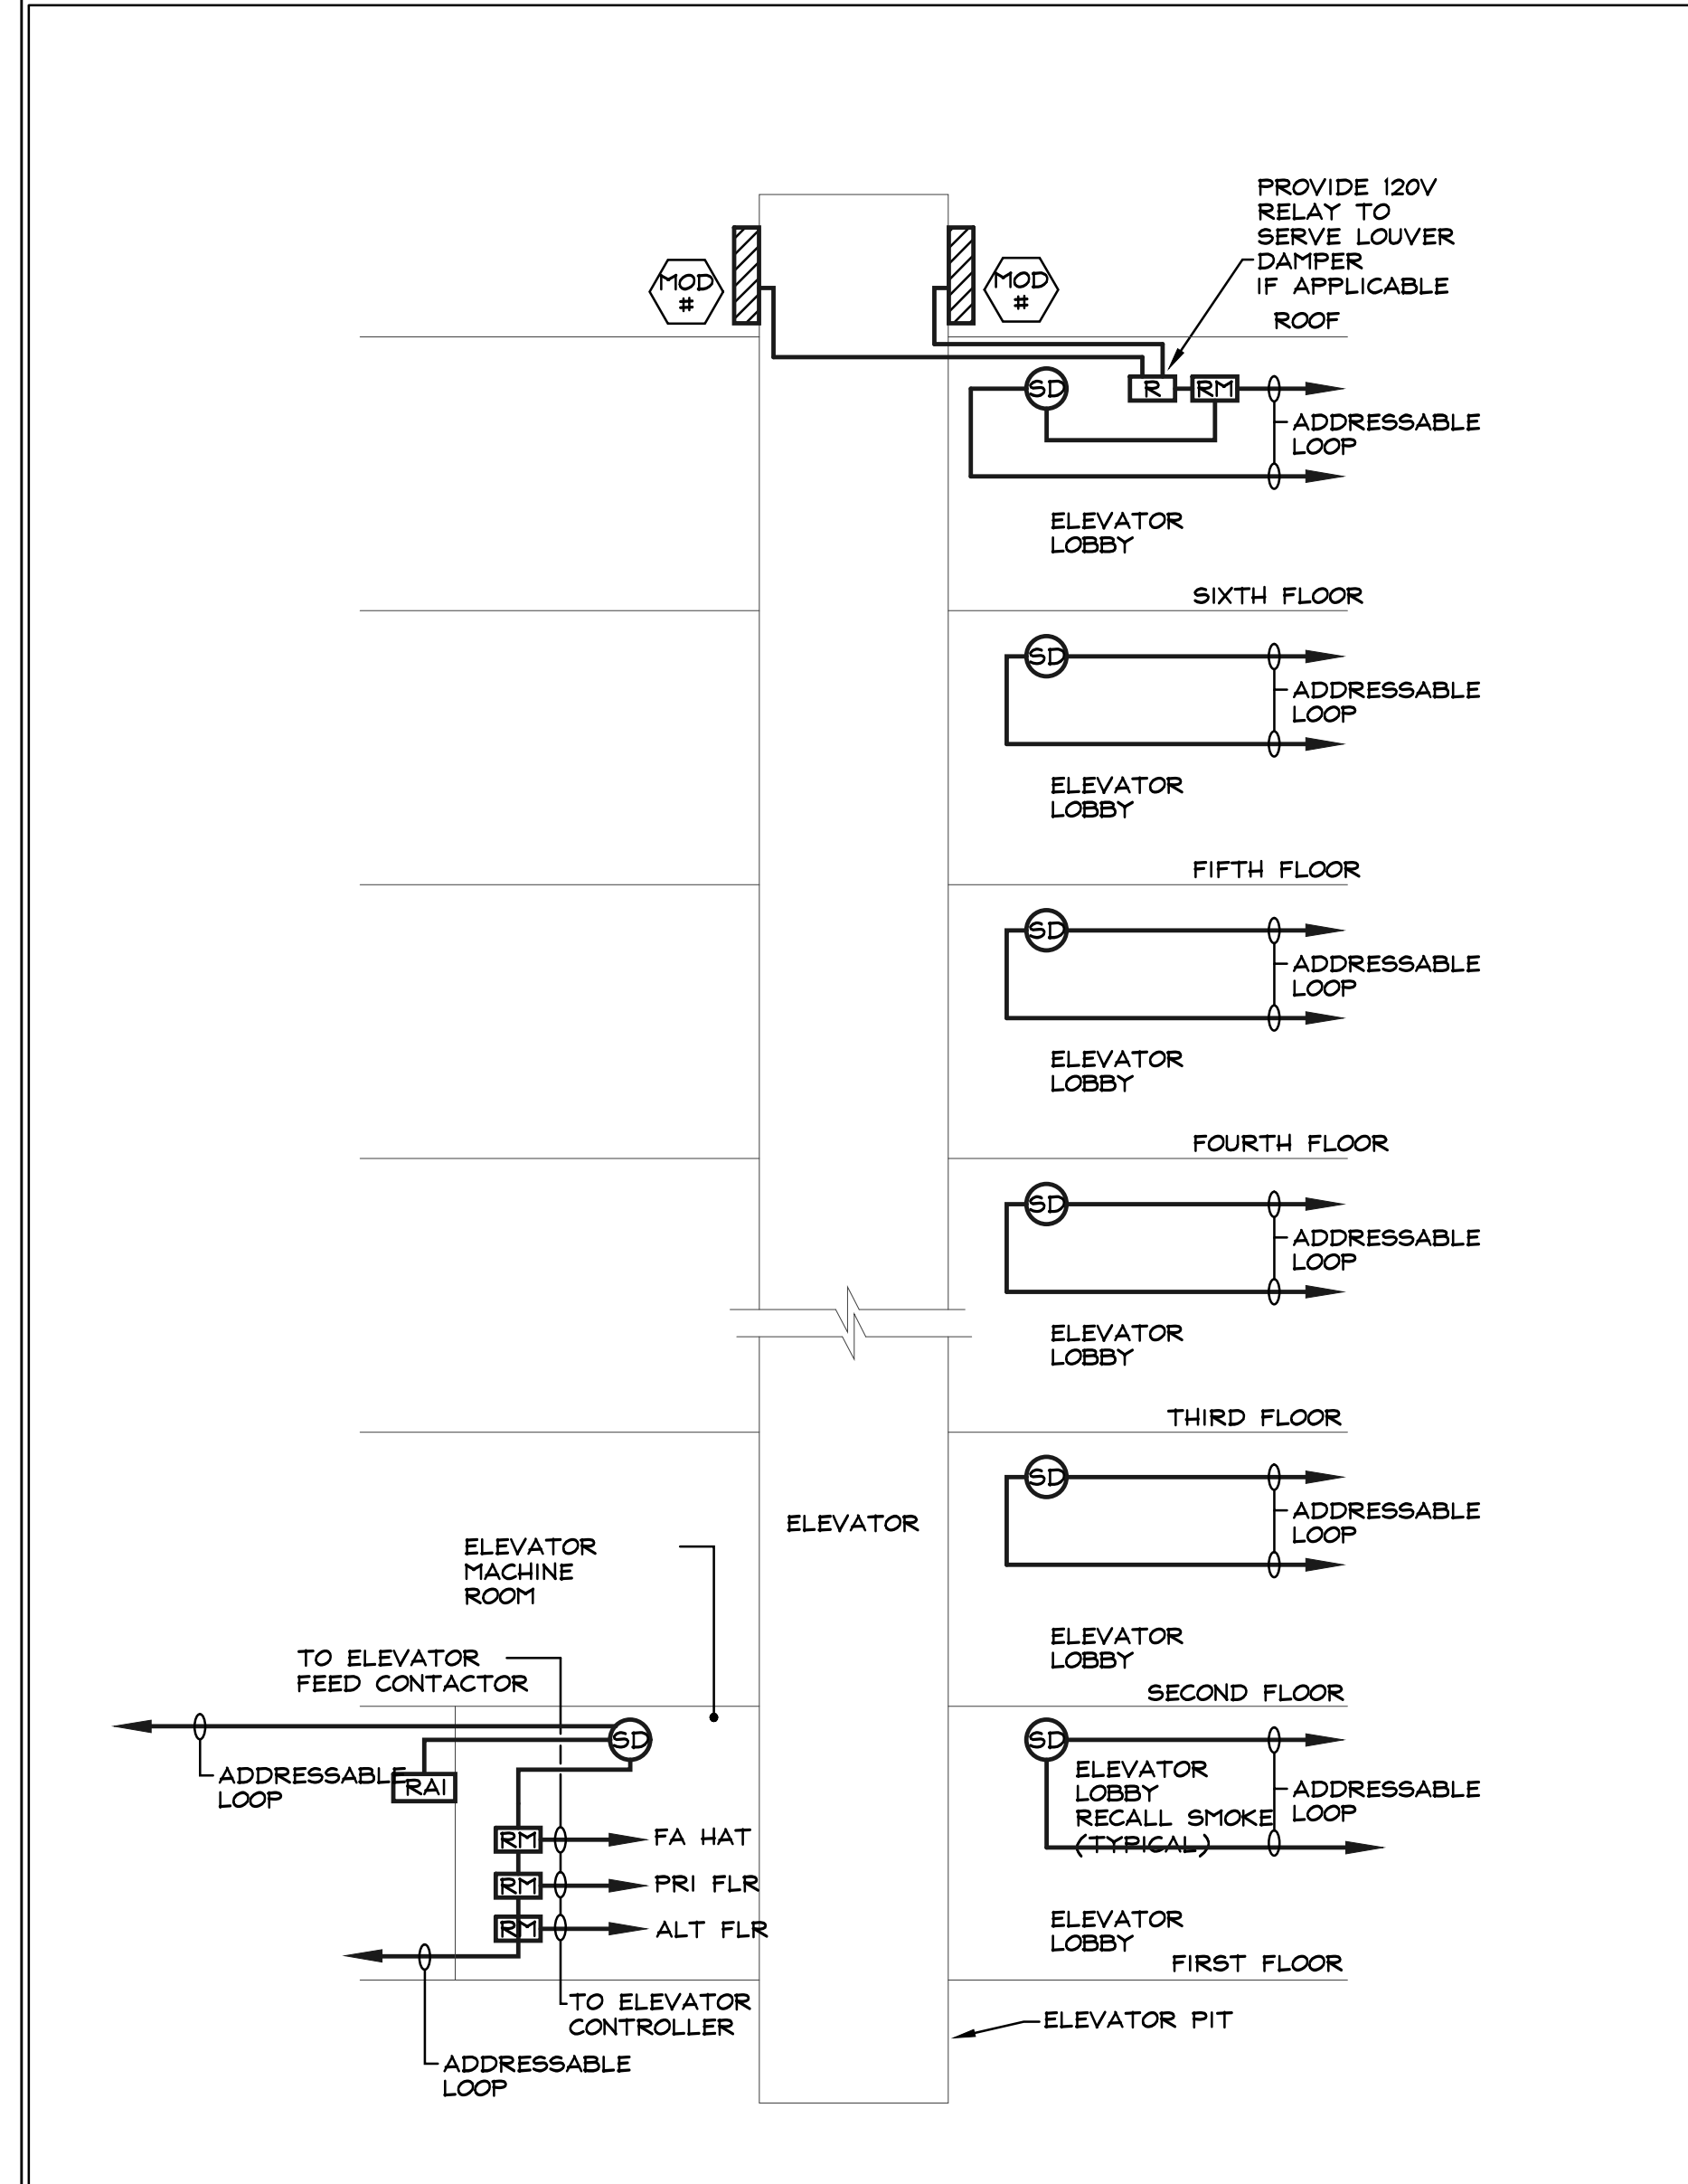 PROVIDE 120V
RELAY TO
SERVE LOUVER
DAMPER
IF APPLICABLE
MOD
#
MOD
#
ROOF
SD
R
RM
ADDRESSABLE
LOOP
ELEVATOR
LOBBY
SIXTH FLOOR
SD
ADDRESSABLE
LOOP
ELEVATOR
LOBBY
FIFTH FLOOR
SD
ADDRESSABLE
LOOP
ELEVATOR
LOBBY
FOURTH FLOOR
SD
ADDRESSABLE
LOOP
ELEVATOR
LOBBY
THIRD FLOOR
SD
ADDRESSABLE
LOOP
ELEVATOR
ELEVATOR
MACHINE
ROOM
ELEVATOR
LOBBY
TO ELEVATOR
FEED CONTACTOR
SECOND FLOOR
SD
ADDRESSABLE
LOOP
RAI
RM
FA HAT
RM
PRI FLR
RM
ALT FLR
SD
ELEVATOR
LOBBY
RECALL SMOKE
(TYPICAL)
ADDRESSABLE
LOOP
ELEVATOR
LOBBY
FIRST FLOOR
TO ELEVATOR
CONTROLLER
ELEVATOR PIT
ADDRESSABLE
LOOP